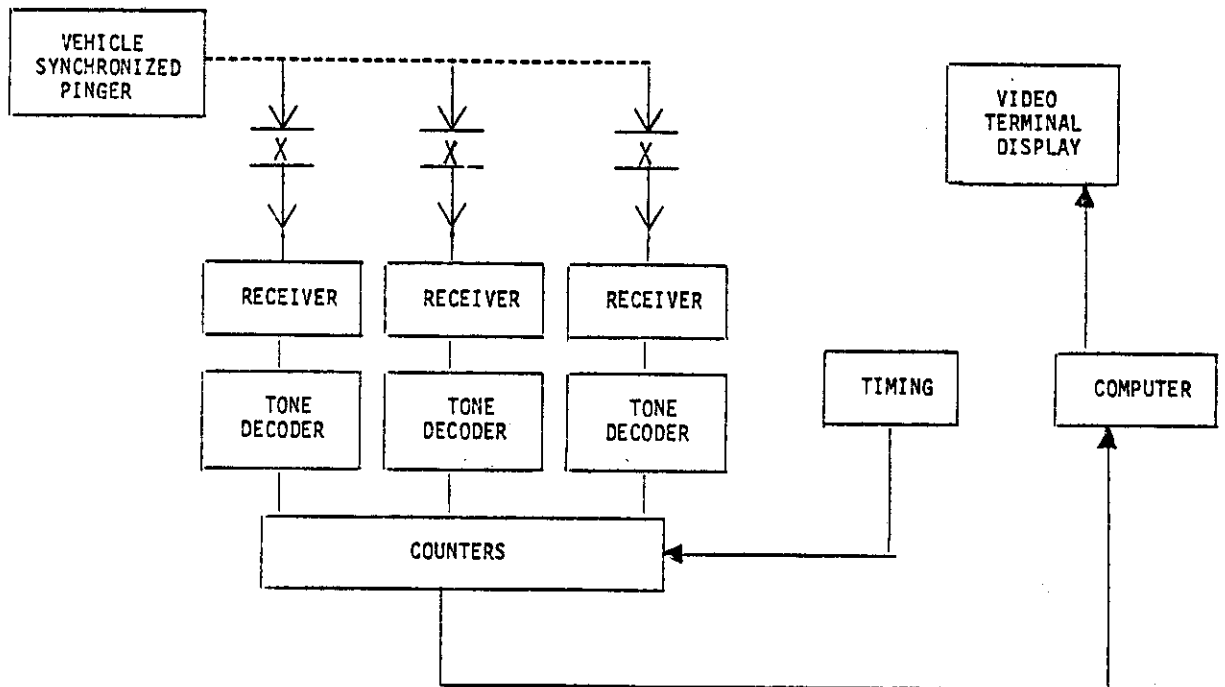 VEHICLE
SYNCHRONIZED
PINGER
VIDEO
TERMINAL
DISPLAY
X
X
X
RECEIVER
RECEIVER
RECEIVER
TONE
DECODER
TONE
DECODER
TONE
DECODER
TIMING
COMPUTER
COUNTERS